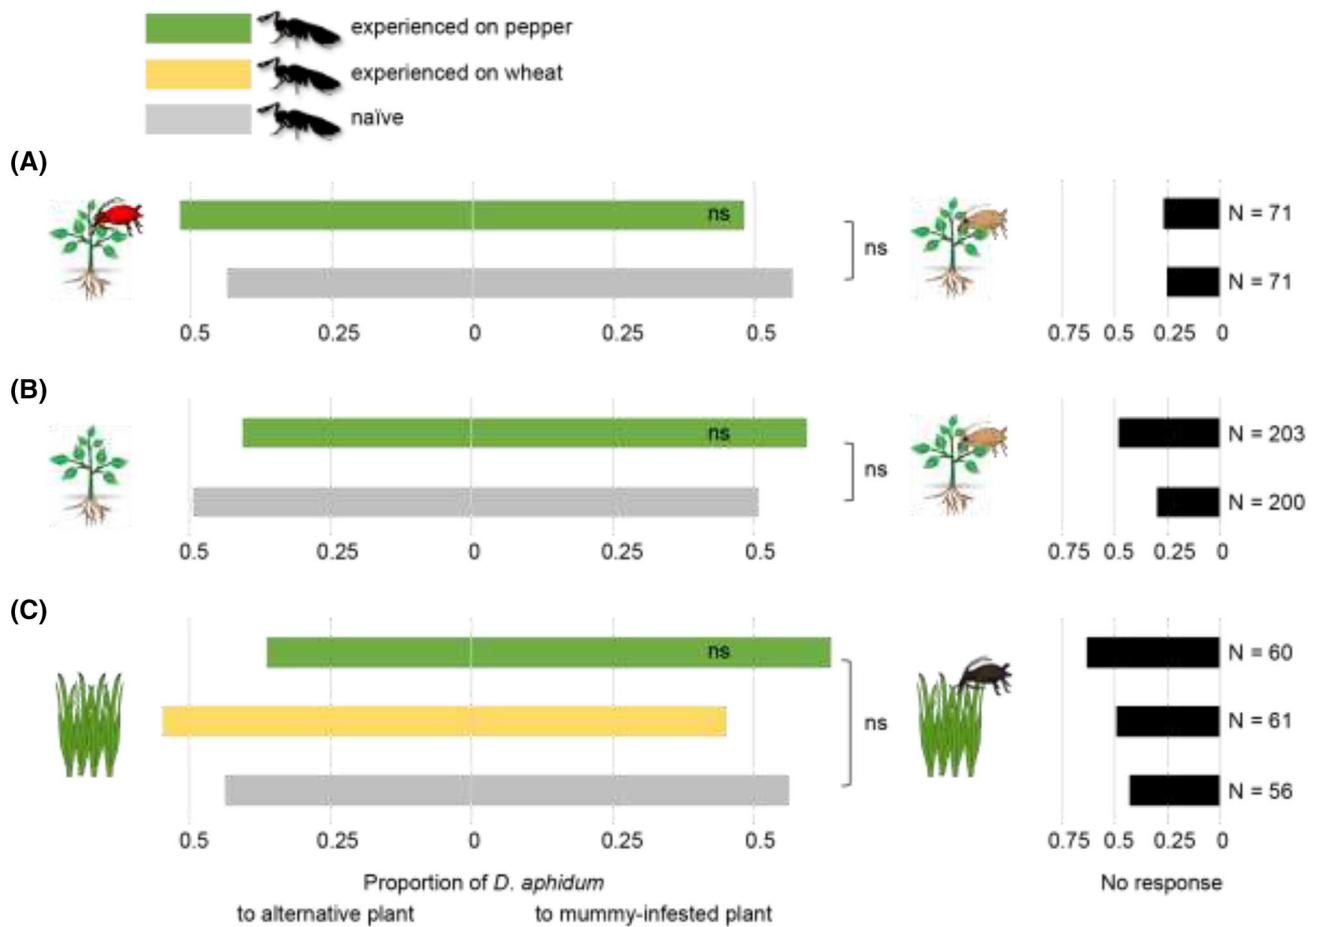 experienced on pepper
experienced on wheat
naïve
(A)
ns
ns
N = 71
N = 71
0.5 0.25 0 0.25 0.5
0.75 0.5 0.25 0
(B)
ns
ns
N = 203
N = 200
0.5 0.25 0 0.25 0.5
0.75 0.5 0.25 0
(C)
ns
ns
N = 60
N = 61
N = 56
0.5 0.25 0 0.25 0.5
0.75 0.5 0.25 0
Proportion of D. aphidum
No response
to alternative plant to mummy-infested plant